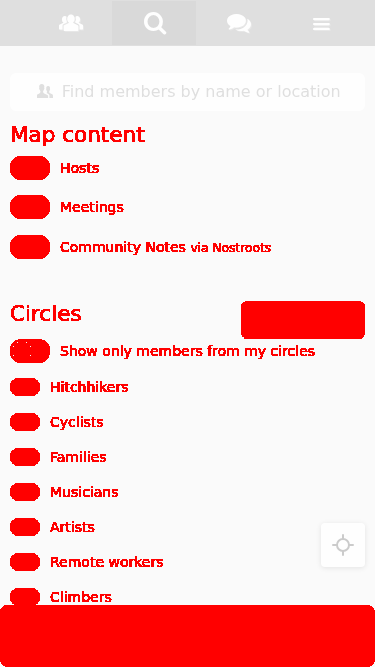 Find members by name or location
Map content
Hosts
Meetings
Community Notes via Nostroots
Circles
Show only members from my circles
Hitchhikers
Cyclists
Families
Musicians
Artists
Remote workers
Climbers